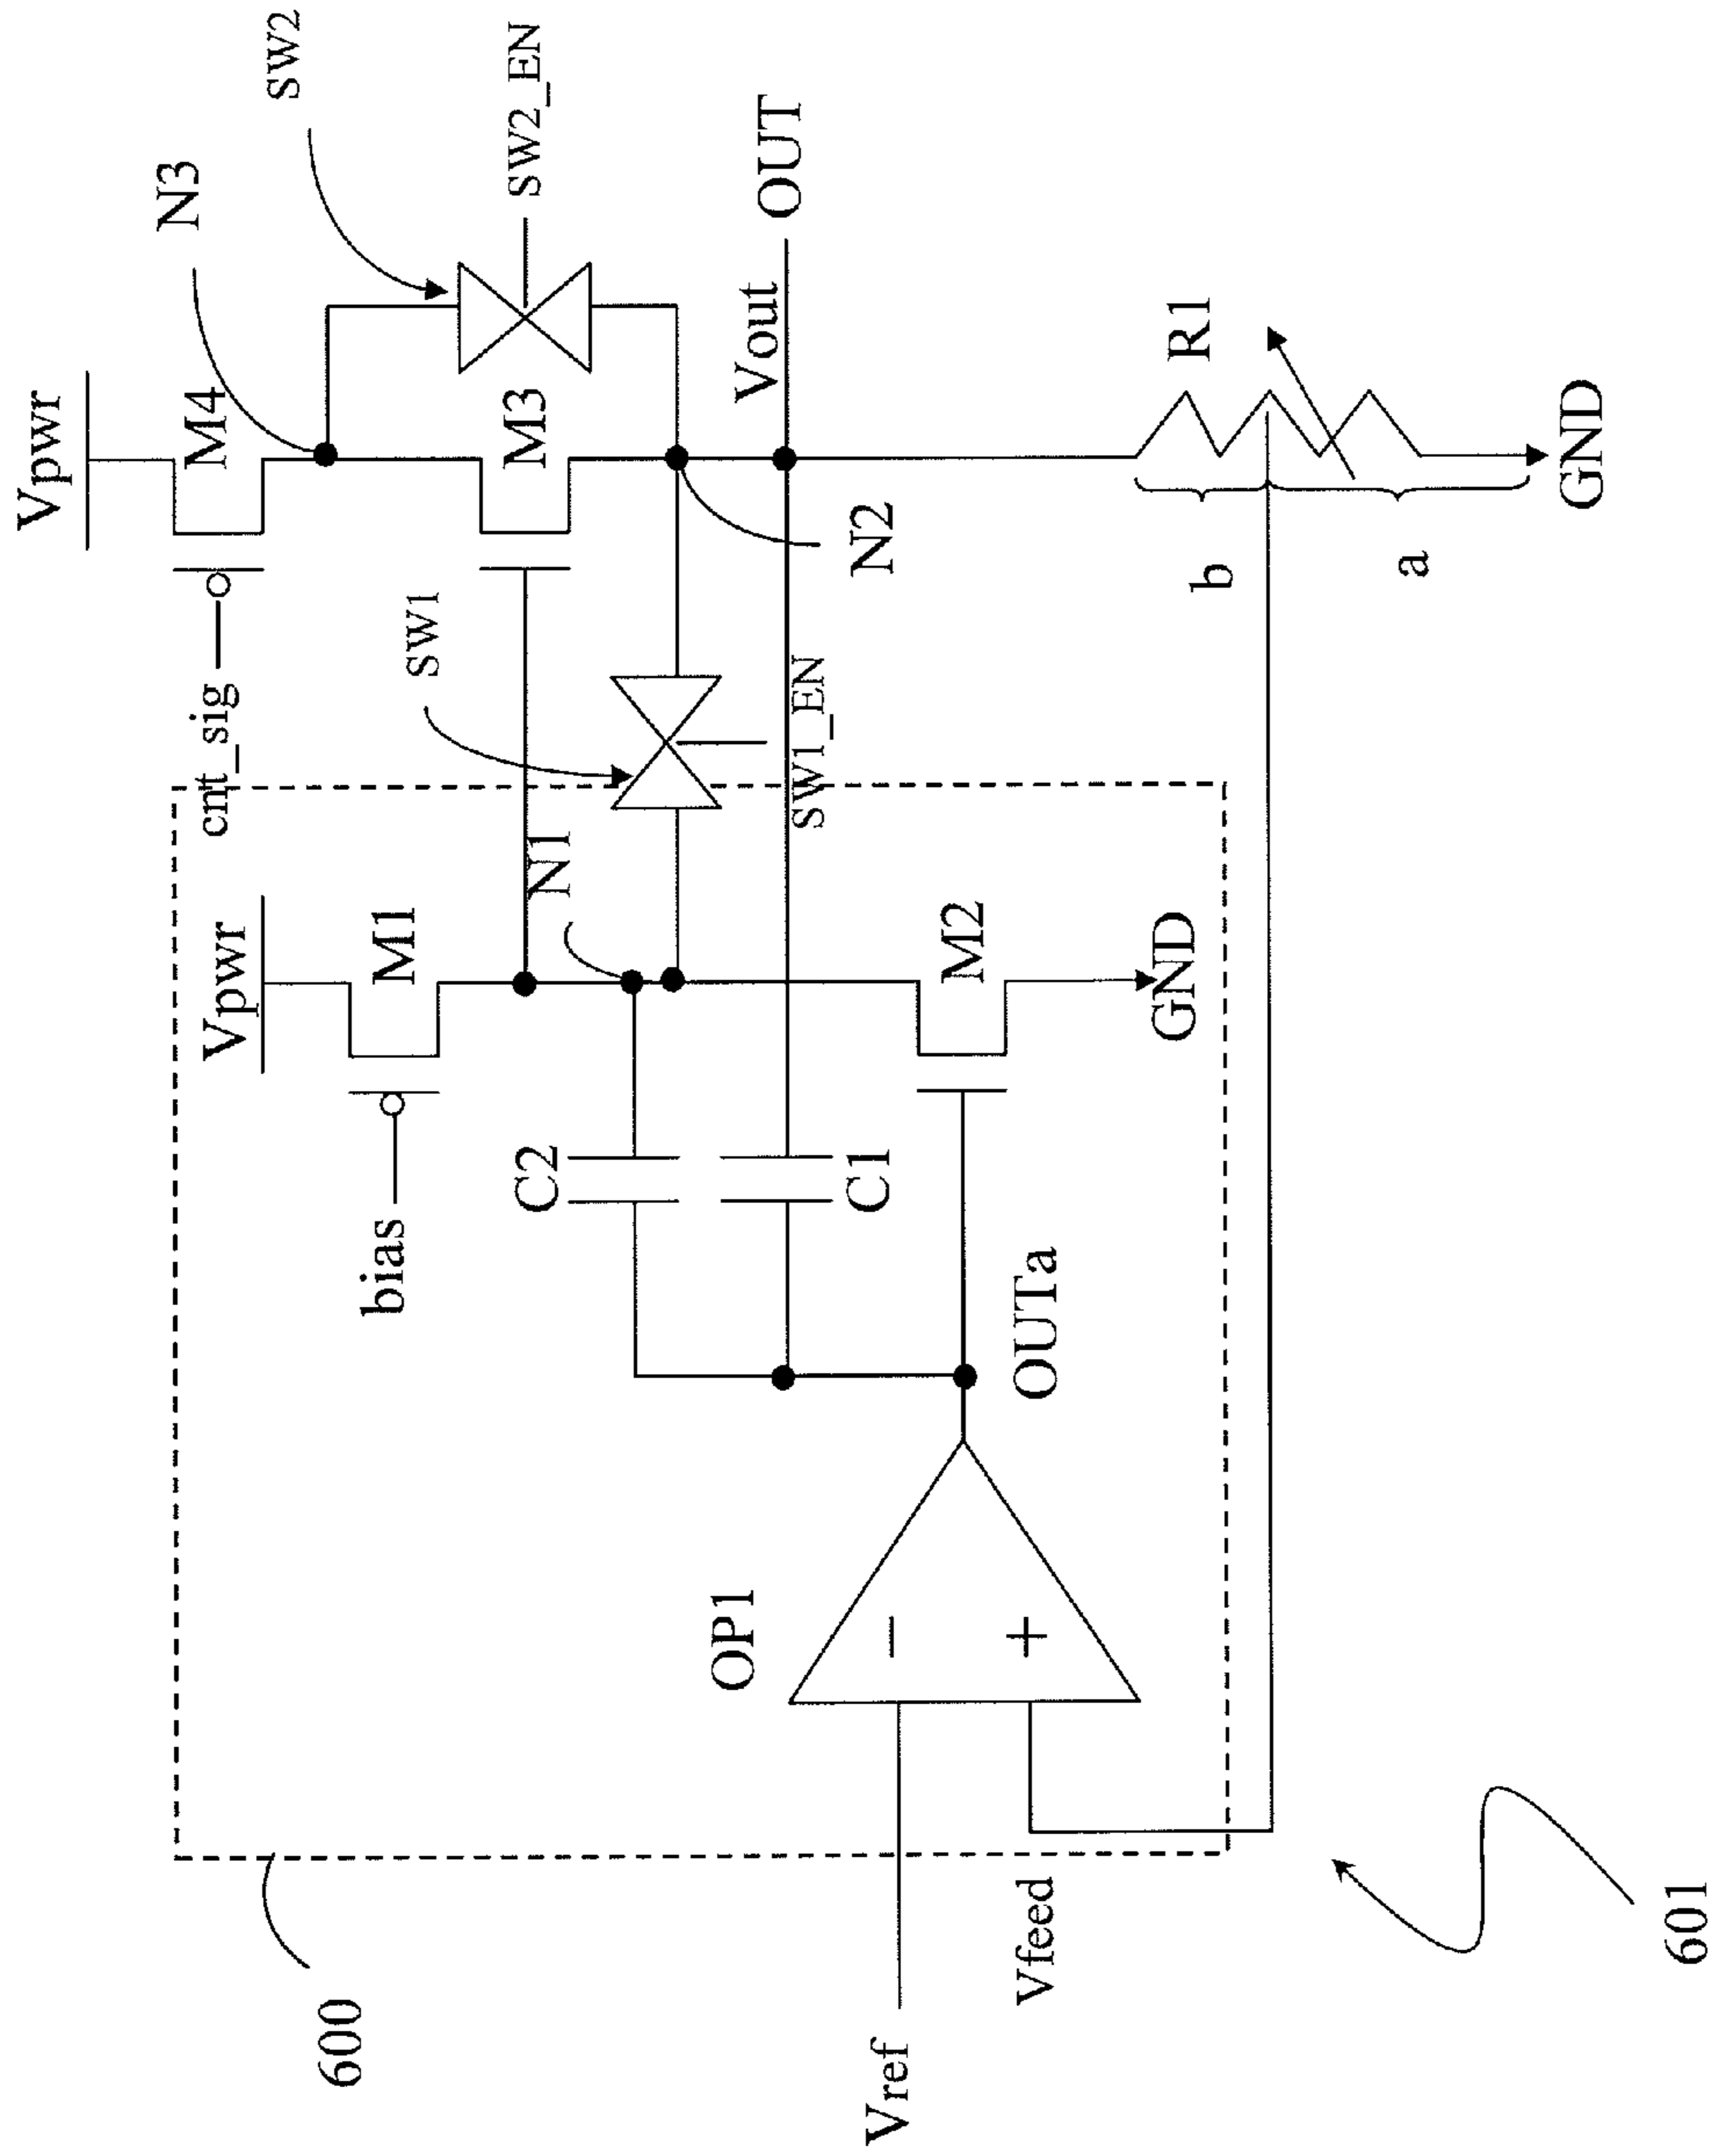 Vpwr
M4
N3
SW2
cnt_sig
SW2_EN
M3
Vpwr
M1
bias
SW1
N1
C2
C1
SW1_EN
N2
Vout
OUT
M2
OUTa
GND
OP1
−
+
R1
b
a
GND
Vref
Vfeed
600
601